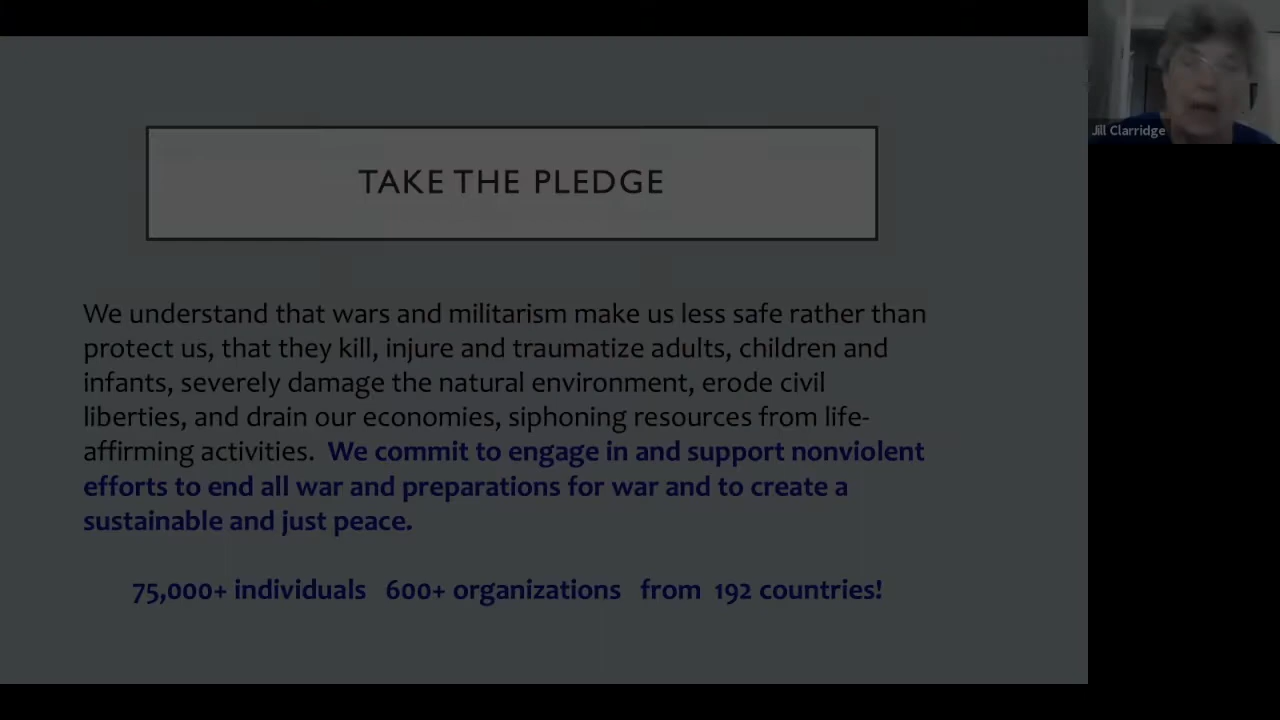 TAKE THE PLEDGE
Jill Clarridge
We understand that wars and militarism make us less safe rather than
protect us, that they kill, injure and traumatize adults, children and
infants, severely damage the natural environment, erode civil
liberties, and drain our economies, siphoning resources from life-
affirming activities. We commit to engage in and support nonviolent
efforts to end all war and preparations for war and to create a
sustainable and just peace.
75,000+ individuals 600+ organizations from 192 countries!